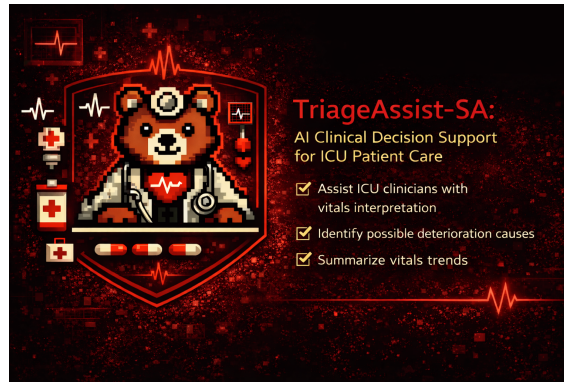 TriageAssist-SA:
AI Clinical Decision Support
for ICU Patient Care
Assist ICU clinicians with
vitals interpretation
Identify possible deterioration causes
Summarize vitals trends